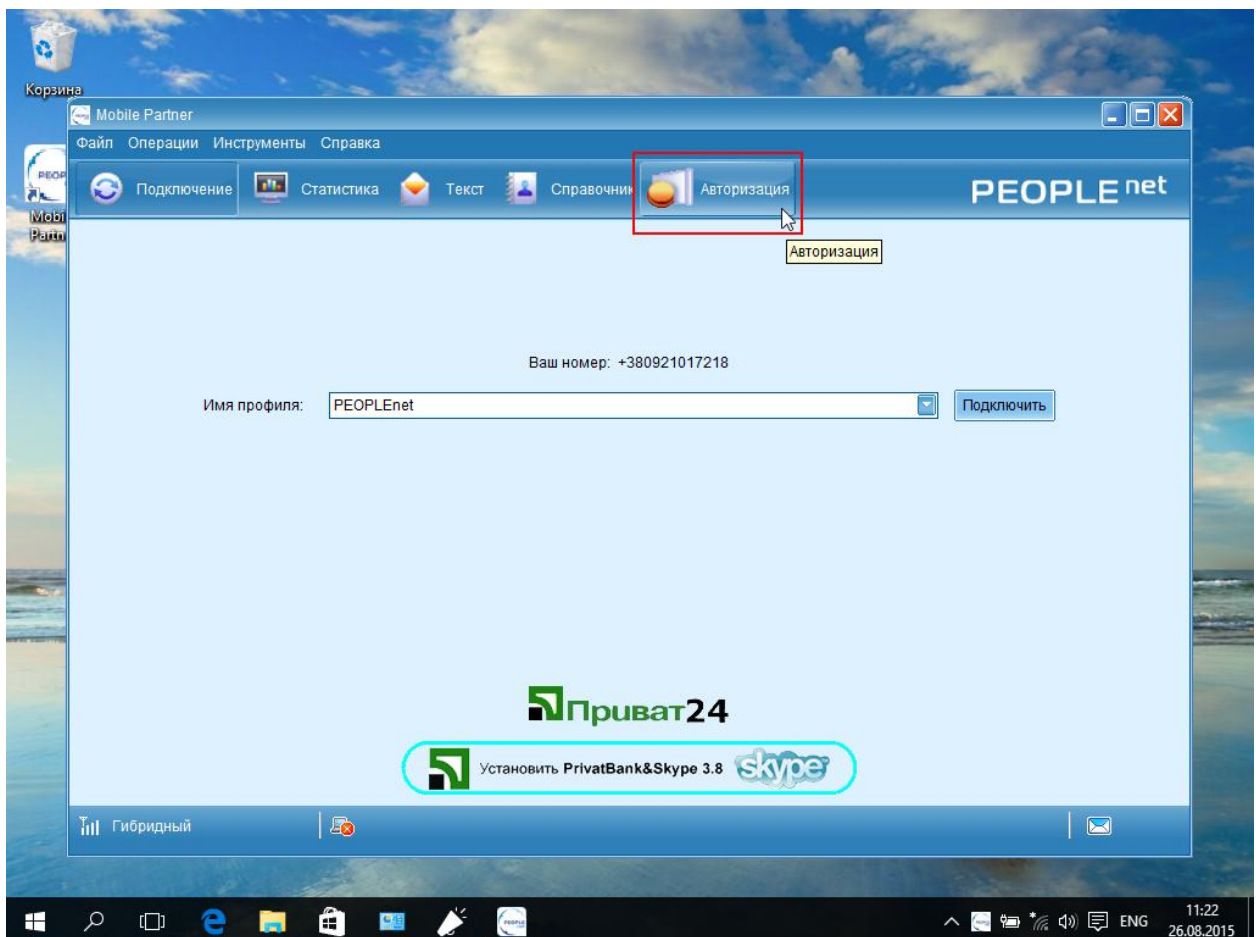 Корзина
Mobile Partner
Файл Операции Инструменты Справка
Подключение Статистика Текст Справочник Авторизация PEOPLEnet
Авторизация
Ваш номер: +380921017218
Имя профиля: PEOPLEnet Подключить
Приват24
Установить PrivatBank&Skype 3.8 skype
Гибридный
ENG 11:22
26.08.2015